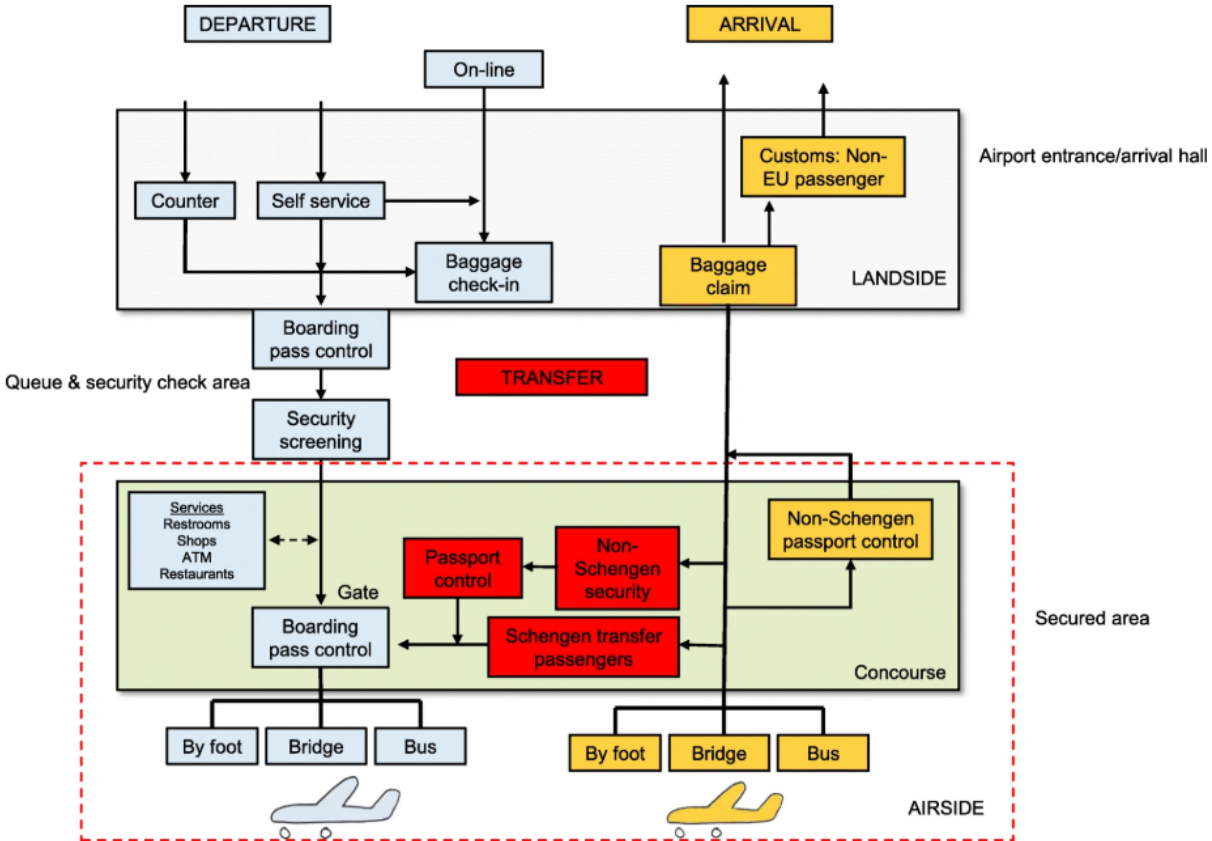 DEPARTURE
ARRIVAL
On-line
Airport entrance/arrival hall
Customs: Non-
EU passenger
Counter
Self service
Baggage
check-in
Baggage
claim
LANDSIDE
Boarding
pass control
Queue & security check area
TRANSFER
Security
screening
Services
Restrooms
Shops
ATM
Restaurants
Non-Schengen
passport control
Passport
control
Non-
Schengen
security
Gate
Boarding
pass control
Schengen transfer
passengers
Secured area
Concourse
By foot
Bridge
Bus
By foot
Bridge
Bus
AIRSIDE